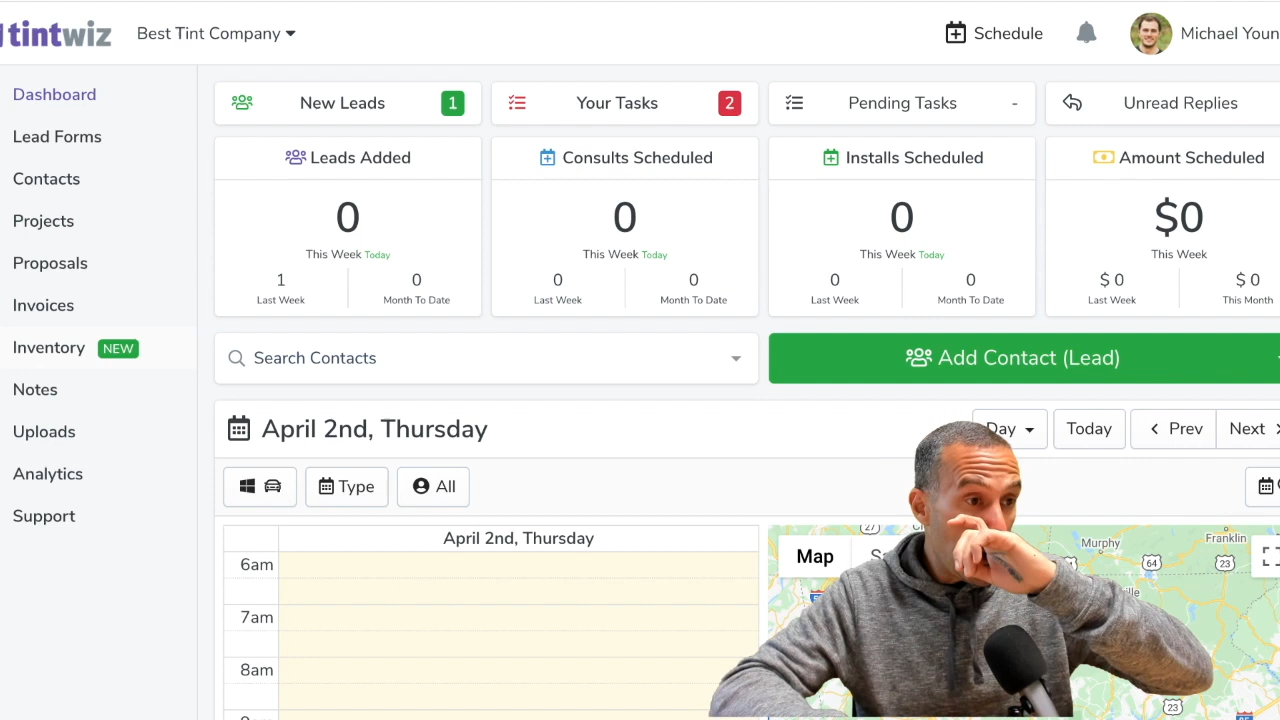 tintwiz
Best Tint Company
Schedule
Michael Youn
Dashboard
Lead Forms
Contacts
Projects
Proposals
Invoices
Inventory NEW
Notes
Uploads
Analytics
Support
New Leads 1
Your Tasks 2
Pending Tasks -
Unread Replies
Leads Added
0
This Week Today
1
Last Week
0
Month To Date
Consults Scheduled
0
This Week Today
0
Last Week
0
Month To Date
Installs Scheduled
0
This Week Today
0
Last Week
0
Month To Date
Amount Scheduled
$0
This Week
$ 0
Last Week
$ 0
This Month
Search Contacts
Add Contact (Lead)
April 2nd, Thursday
Day
Today
Prev
Next
Type
All
April 2nd, Thursday
6am
7am
8am
Map
27
Murphy
Franklin
64
23
23